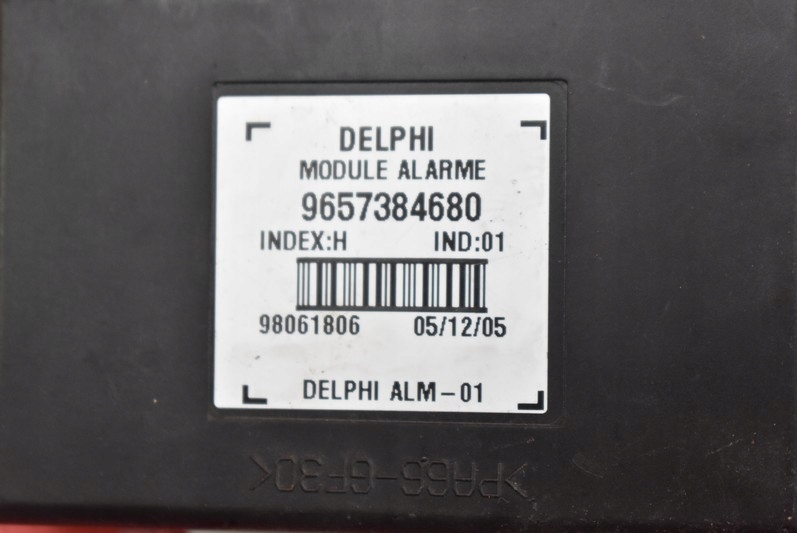 DELPHI
MODULE ALARME
9657384680
INDEX:H IND:01
98061806 05/12/05
DELPHI ALM-01
>PA66-GF30<